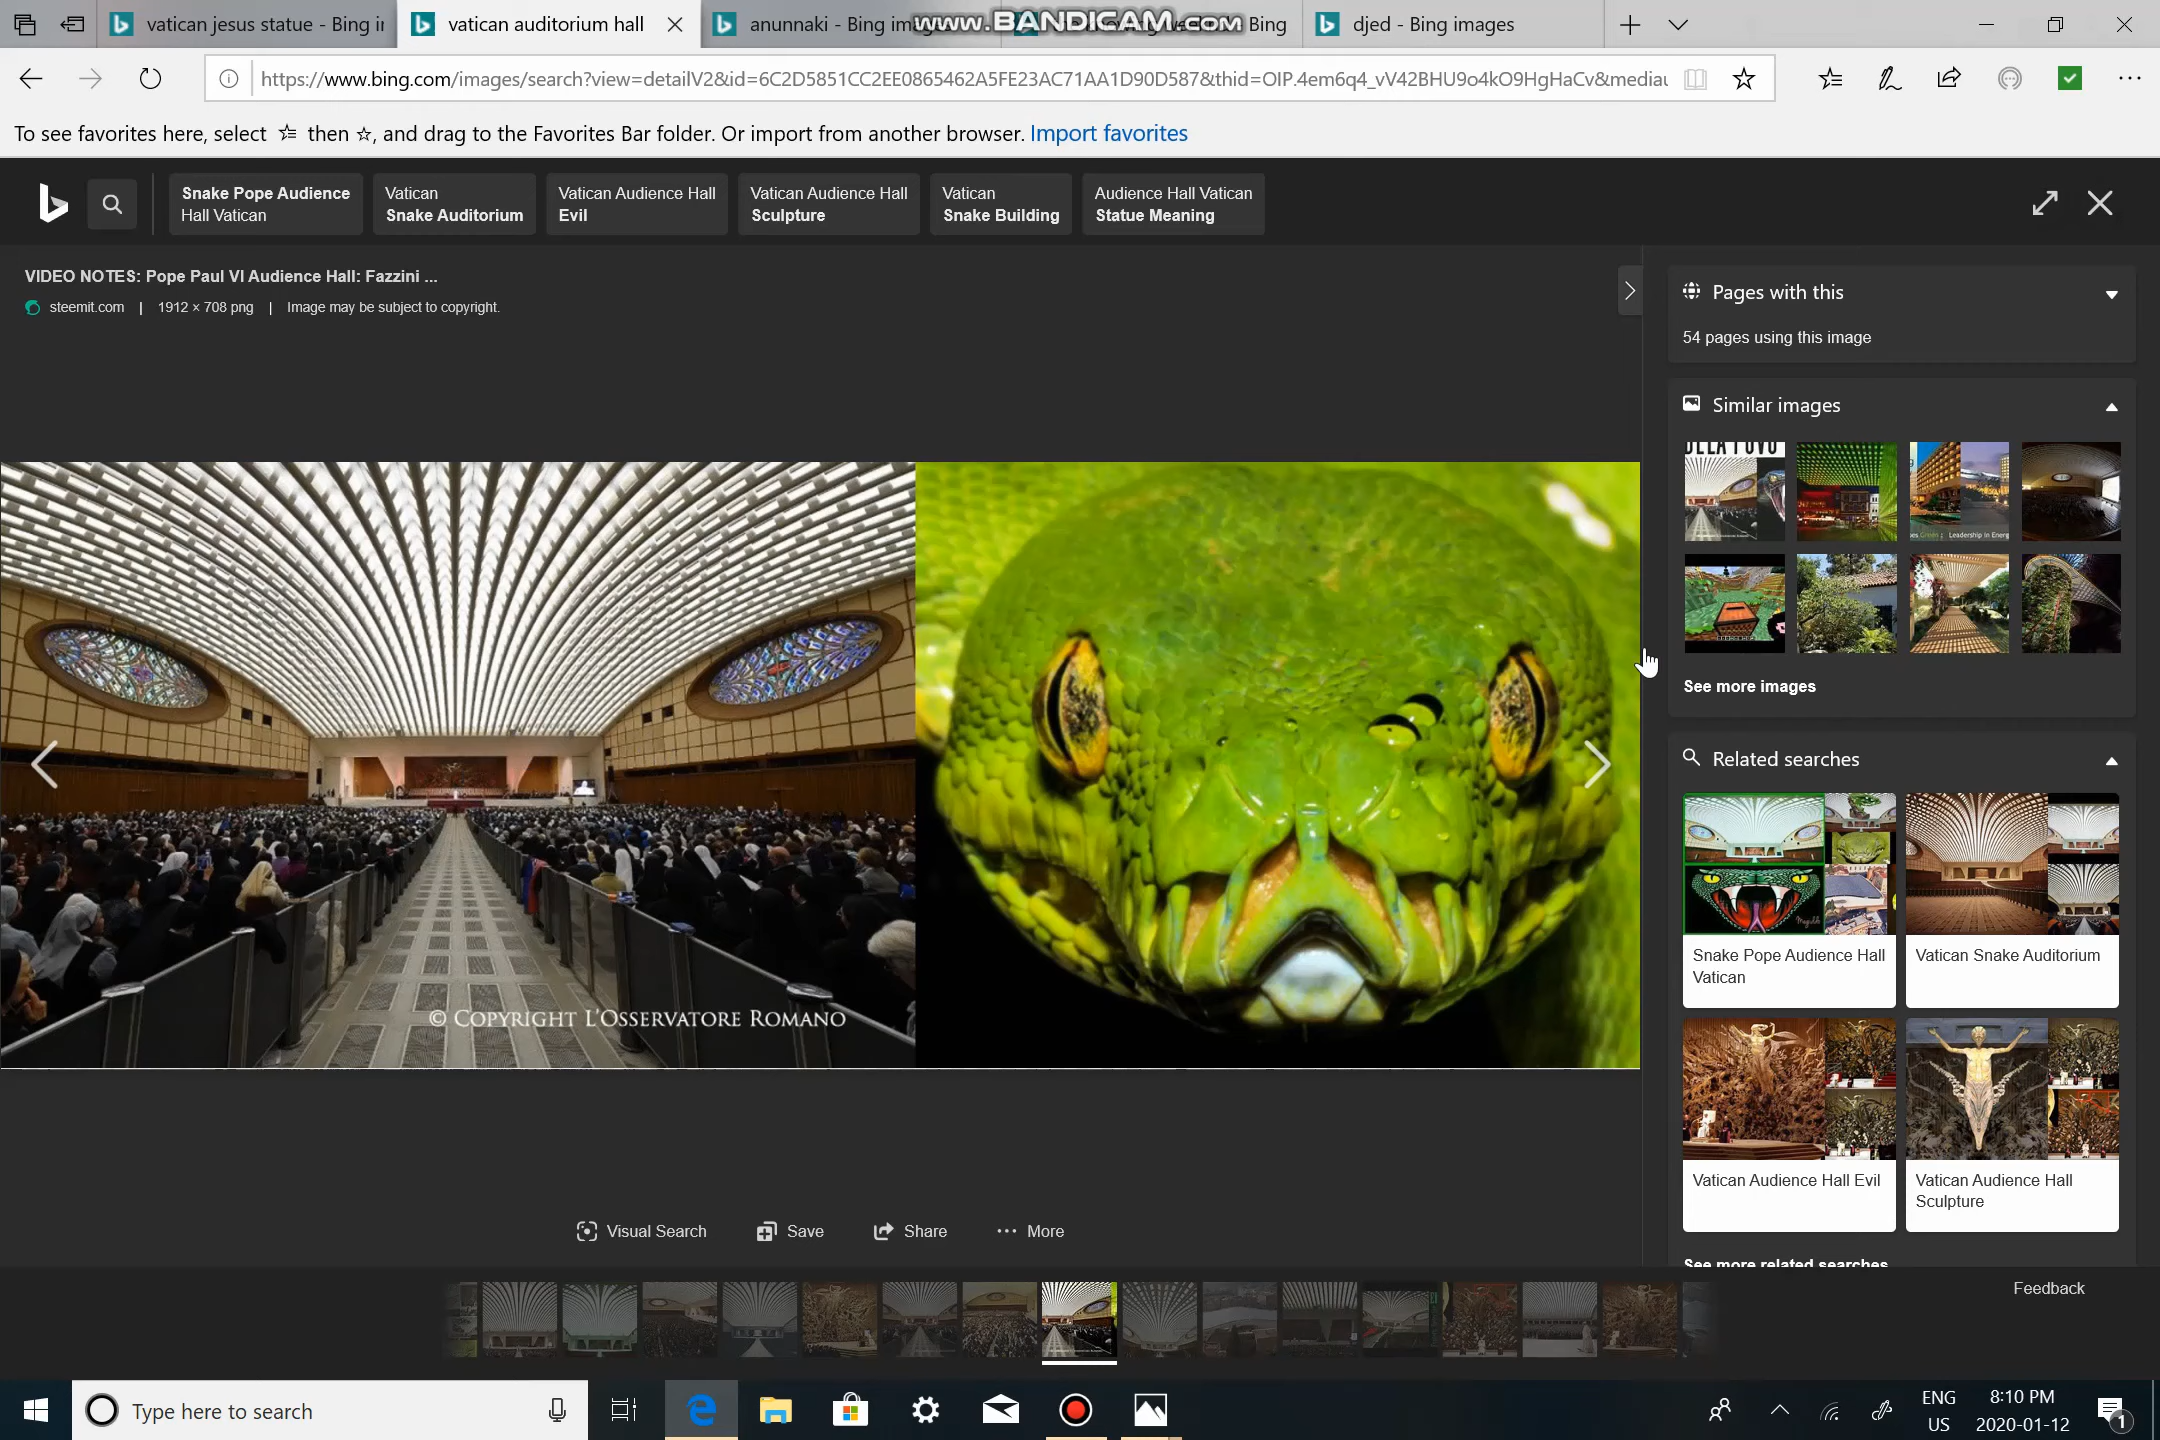 vatican jesus statue - Bing i
vatican auditorium hall
anunnaki - Bing
www.BANDICAM.com
- Bing
djed - Bing images
https://www.bing.com/images/search?view=detailV2&id=6C2D5851CC2EE0865462A5FE23AC71AA1D90D587&thid=OIP.4em6q4_vV42BHU9o4kO9HgHaCv&mediau
To see favorites here, select then ☆, and drag to the Favorites Bar folder. Or import from another browser. Import favorites
Snake Pope Audience
Hall Vatican
Vatican
Snake Auditorium
Vatican Audience Hall
Evil
Vatican Audience Hall
Sculpture
Vatican
Snake Building
Audience Hall Vatican
Statue Meaning
VIDEO NOTES: Pope Paul VI Audience Hall: Fazzini ...
steemit.com | 1912 × 708 png | Image may be subject to copyright.
Pages with this
54 pages using this image
Similar images
See more images
Related searches
Snake Pope Audience Hall
Vatican
Vatican Snake Auditorium
Vatican Audience Hall Evil
Vatican Audience Hall
Sculpture
See more related searches
© COPYRIGHT L'OSSERVATORE ROMANO
Visual Search
Save
Share
More
Feedback
Type here to search
ENG
US
8:10 PM
2020-01-12
1